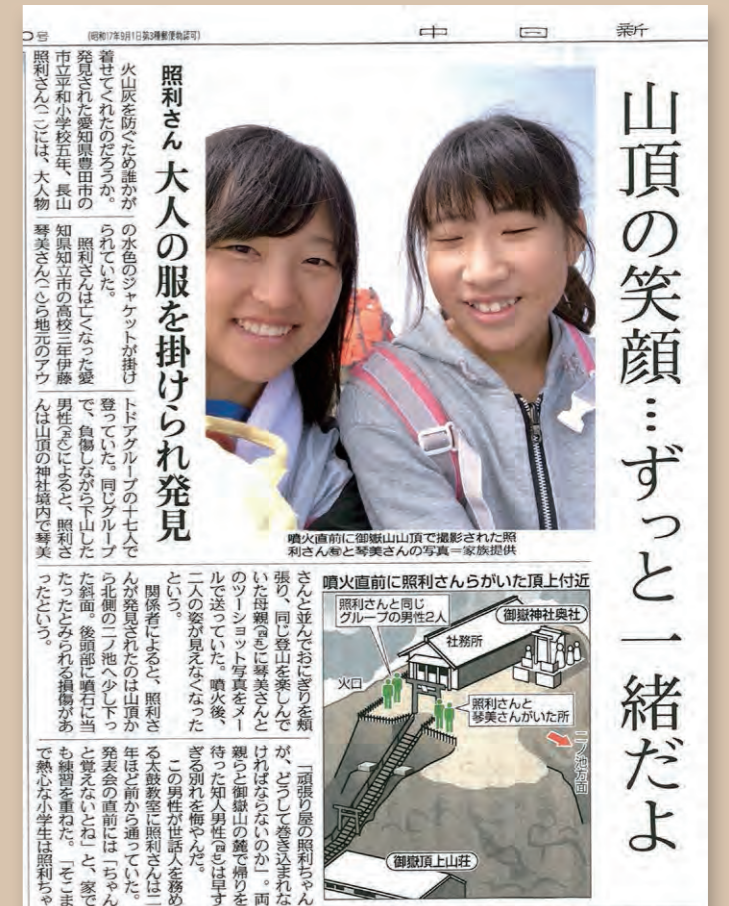 〇号
(昭和17年9月1日第3種郵便物認可)
中日新
山頂の笑顔…ずっと一緒だよ
照利さん 大人の服を掛けられ発見
火山灰を防ぐため誰かが
着せてくれたのだろうか。
発見された愛知県豊田市の
市立平和小学校五年、長山
照利さん(一一)には、大人物
の水色のジャケットが掛け
られていた。
照利さんは亡くなった愛
知県知立市の高校三年伊藤
琴美さん(一八)ら地元のアウ
トドアグループの十七人で
登っていた。同じグループ
で、負傷しながら下山した
男性によると、照利さ
んは山頂の神社境内で琴美
さんと並んでおにぎりを頬
張り、同じ登山を楽しんで
いた母親に琴美さんと
のツーショット写真をメー
ルで送っていた。噴火後、
二人の姿が見えなくなった
という。
関係者によると、照利さ
んが発見されたのは山頂か
ら北側の二ノ池へ少し下っ
た斜面。後頭部に噴石に当
たったとみられる損傷があ
ったという。
「頑張り屋の照利ちゃん
が、どうして巻き込まれな
ければならないのか」。両
親らと御嶽山の麓で帰りを
待った知人男性は早す
ぎる別れを悔やんだ。
この男性が世話人を務め
る太鼓教室に照利さんは二
年ほど前から通っていた。
発表会の直前には「ちゃん
と覚えないとね」と、家で
も練習を重ねた。「そこま
で熱心な小学生は照利ちゃ
噴火直前に御嶽山山頂で撮影された照
利さん㊨と琴美さんの写真=家族提供
噴火直前に照利さんらがいた頂上付近
照利さんと同じ
グループの男性2人
御嶽神社奥社
社務所
火口
照利さんと
琴美さんがいた所
二ノ池方面
御嶽頂上山荘